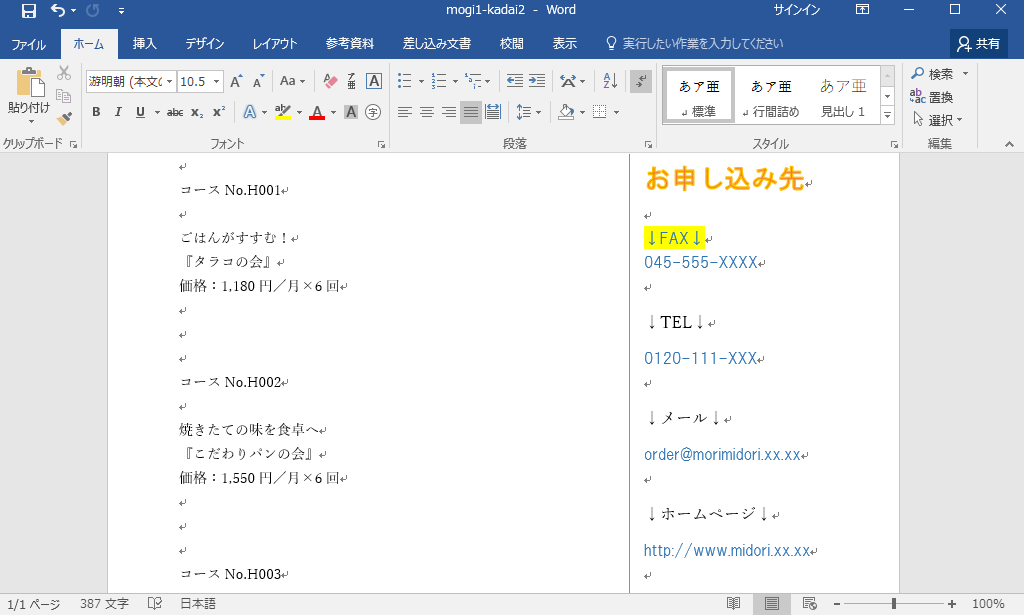 mogi1-kadai2 - Word
サインイン
ファイル ホーム 挿入 デザイン レイアウト 参考資料 差し込み文書 校閲 表示 実行したい作業を入力してください 共有
貼り付け
游明朝 (本文の 10.5 A A Aa A
B I U abc x₂ x² A ab A A 字
あア亜 あア亜 あア亜
標準 行間詰め 見出し 1
検索
置換
選択
クリップボード フォント 段落 スタイル 編集
コース No.H001
ごはんがすすむ！
『タラコの会』
価格：1,180 円／月×6 回
コース No.H002
焼きたての味を食卓へ
『こだわりパンの会』
価格：1,550 円／月×6 回
コース No.H003
お申し込み先
↓FAX↓
045-555-XXXX
↓TEL↓
0120-111-XXX
↓メール↓
order@morimidori.xx.xx
↓ホームページ↓
http://www.midori.xx.xx
1/1 ページ 387 文字 日本語 100%